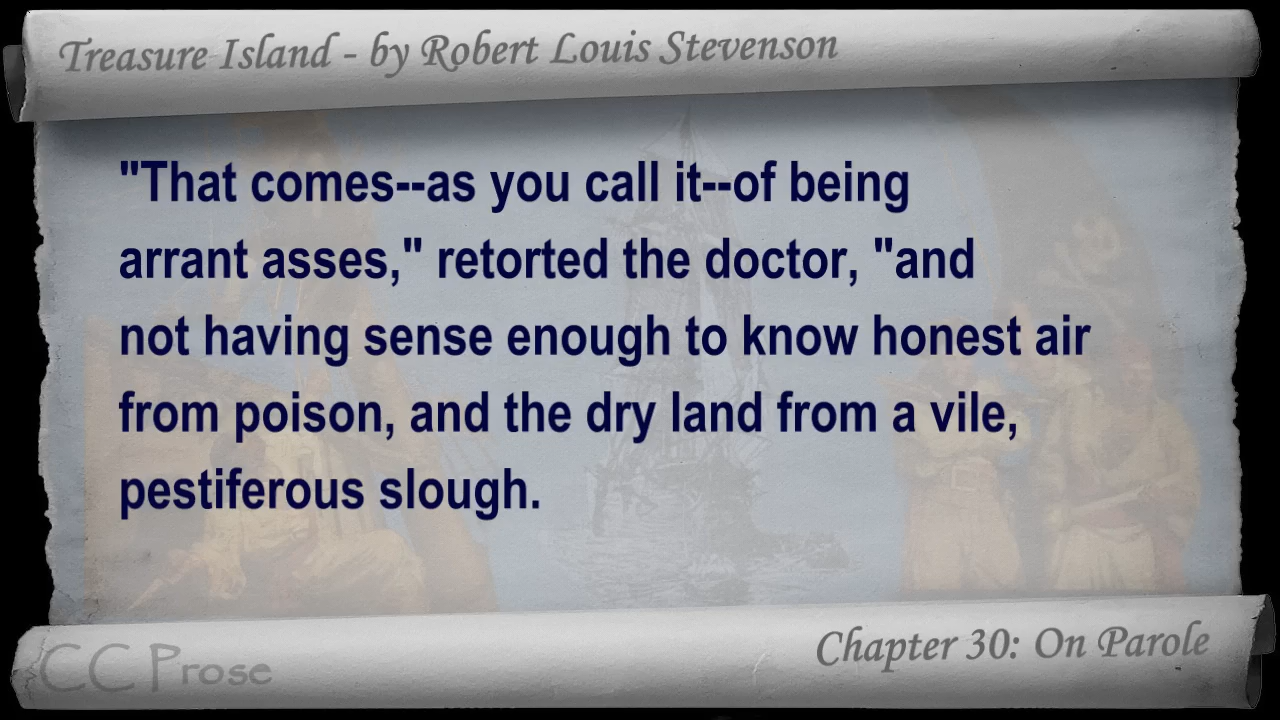 Treasure Island - by Robert Louis Stevenson
"That comes--as you call it--of being
arrant asses," retorted the doctor, "and
not having sense enough to know honest air
from poison, and the dry land from a vile,
pestiferous slough.
CC Prose
Chapter 30: On Parole